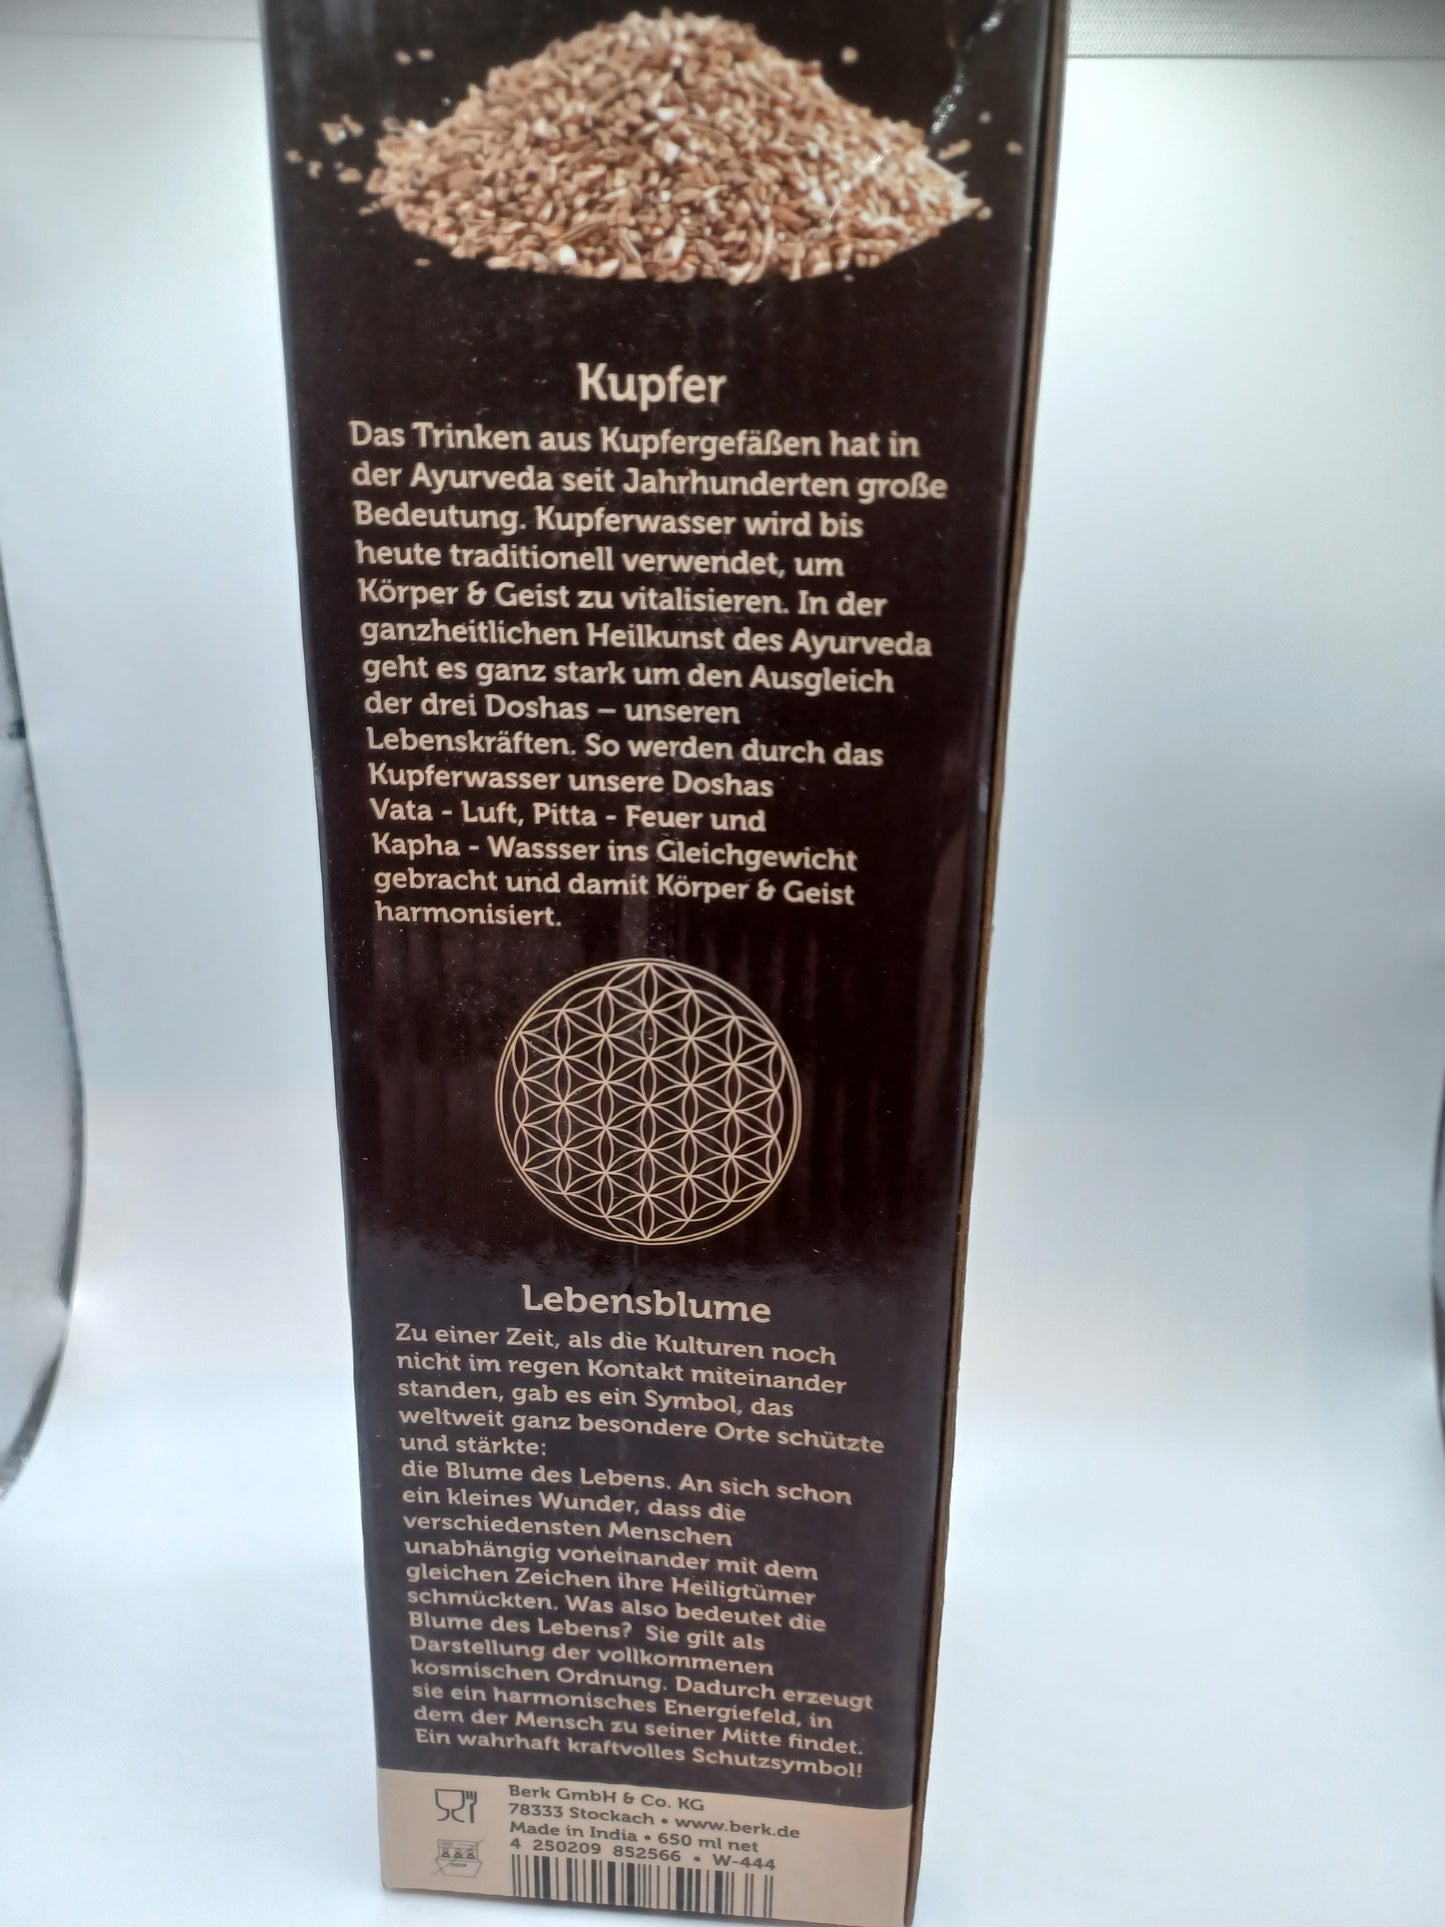 Kupfer
Das Trinken aus Kupfergefäßen hat in
der Ayurveda seit Jahrhunderten große
Bedeutung. Kupferwasser wird bis
heute traditionell verwendet, um
Körper & Geist zu vitalisieren. In der
ganzheitlichen Heilkunst des Ayurveda
geht es ganz stark um den Ausgleich
der drei Doshas – unseren
Lebenskräften. So werden durch das
Kupferwasser unsere Doshas
Vata - Luft, Pitta - Feuer und
Kapha - Wassser ins Gleichgewicht
gebracht und damit Körper & Geist
harmonisiert.
Lebensblume
Zu einer Zeit, als die Kulturen noch
nicht im regen Kontakt miteinander
standen, gab es ein Symbol, das
weltweit ganz besondere Orte schützte
und stärkte:
die Blume des Lebens. An sich schon
ein kleines Wunder, dass die
verschiedensten Menschen
unabhängig voneinander mit dem
gleichen Zeichen ihre Heiligtümer
schmückten. Was also bedeutet die
Blume des Lebens? Sie gilt als
Darstellung der vollkommenen
kosmischen Ordnung. Dadurch erzeugt
sie ein harmonisches Energiefeld, in
dem der Mensch zu seiner Mitte findet.
Ein wahrhaft kraftvolles Schutzsymbol!
Berk GmbH & Co. KG
78333 Stockach • www.berk.de
Made in India • 650 ml net
4 250209 852566 • W-444